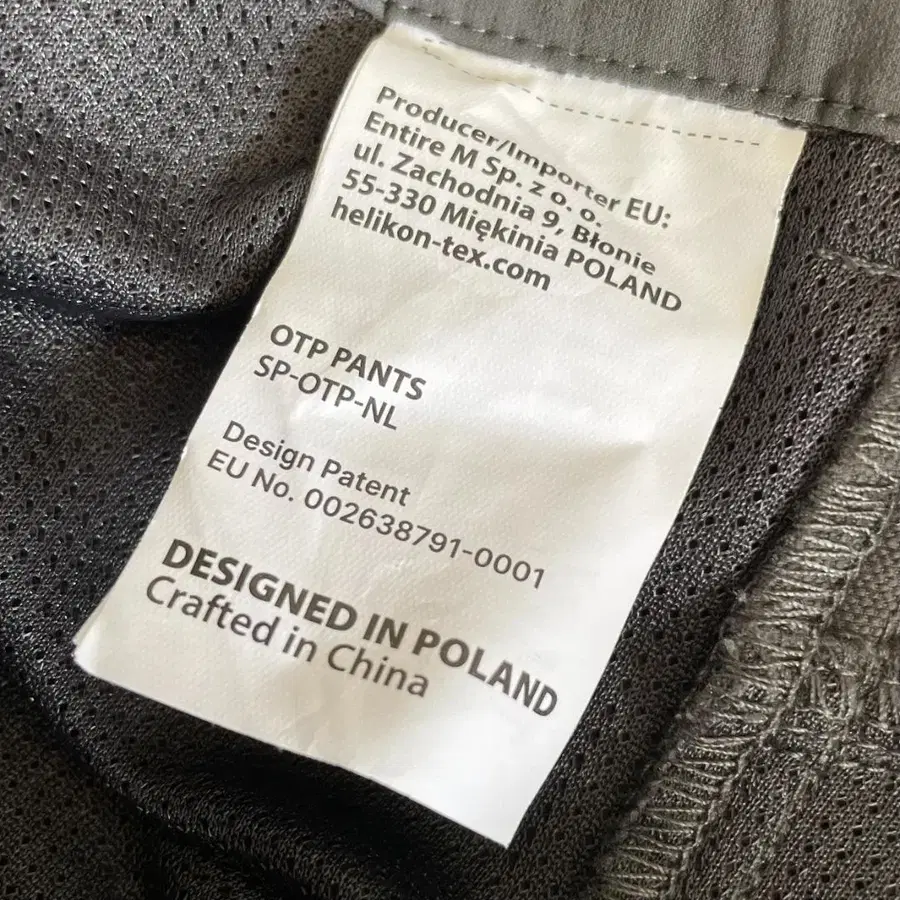 Producer/Importer EU:
Entire M Sp. z o. o.
ul. Zachodnia 9, Błonie
55-330 Miękinia POLAND
helikon-tex.com
OTP PANTS
SP-OTP-NL
Design Patent
EU No. 002638791-0001
DESIGNED IN POLAND
Crafted in China